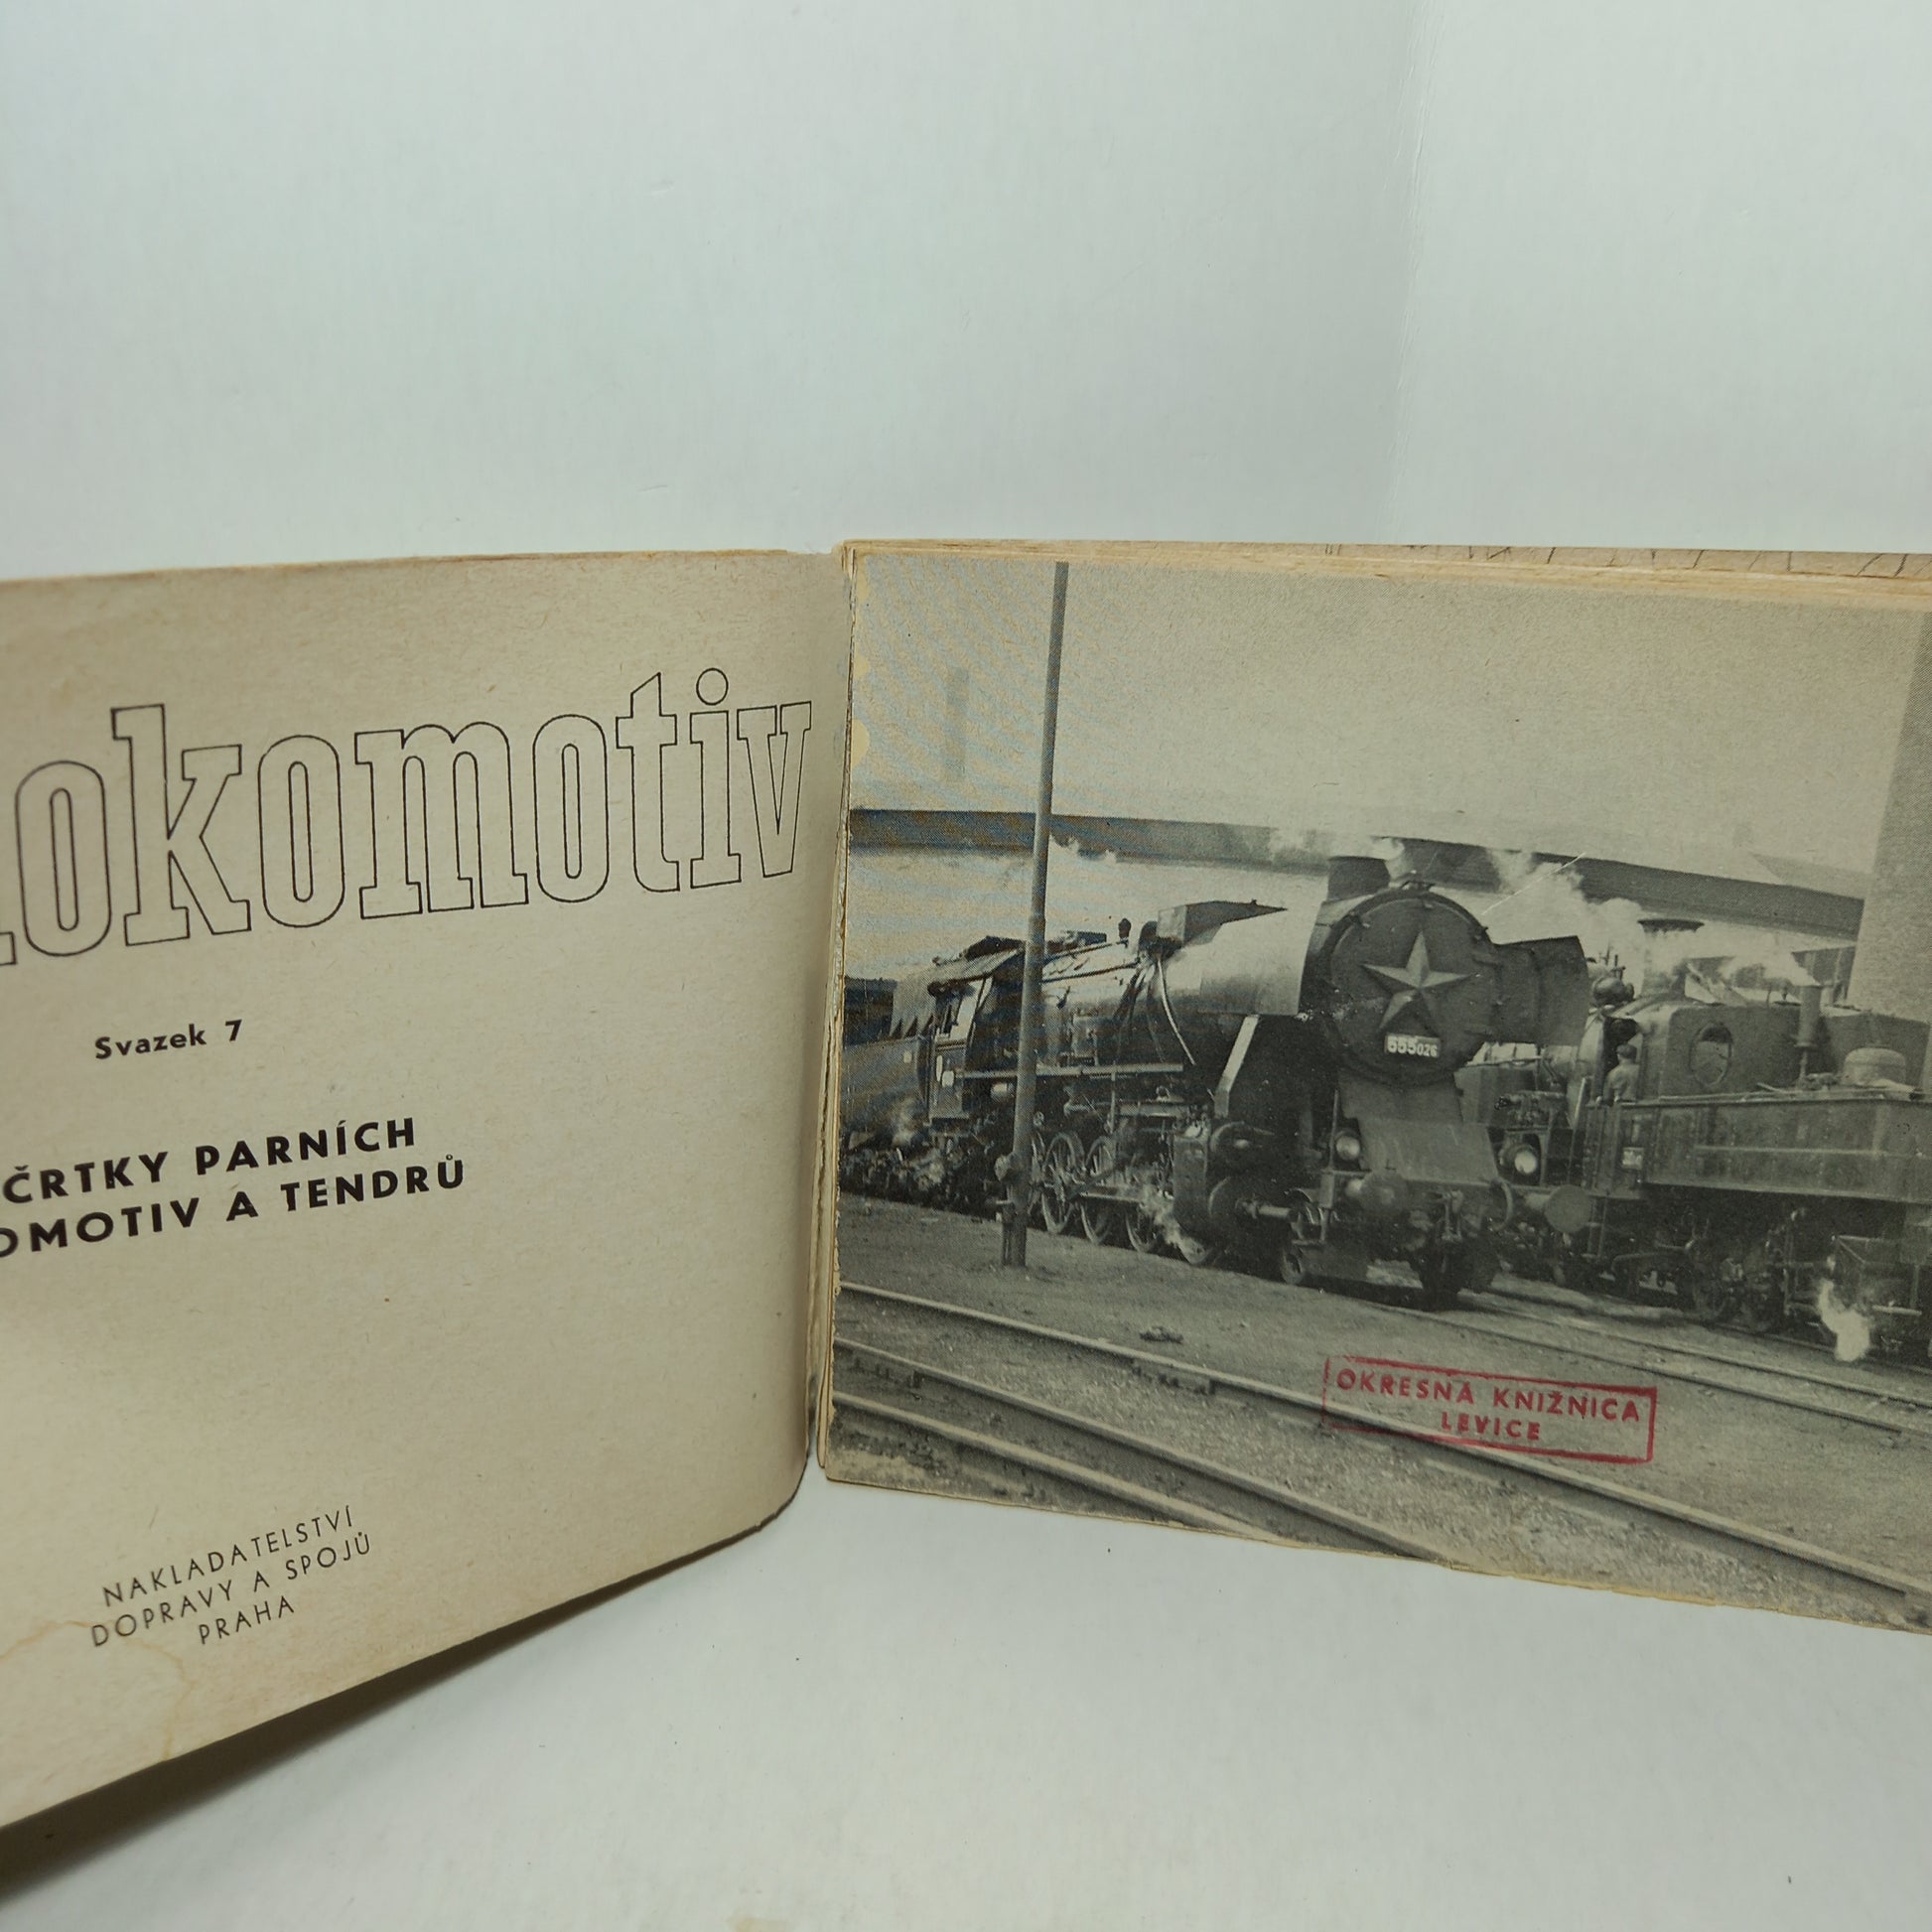 lokomotiv
Svazek 7
ČRTKY PARNÍCH
OMOTIV A TENDRŮ
NAKLADATELSTVÍ
DOPRAVY A SPOJŮ
PRAHA
555026
OKRESNÁ KNIŽNICA
LEVICE